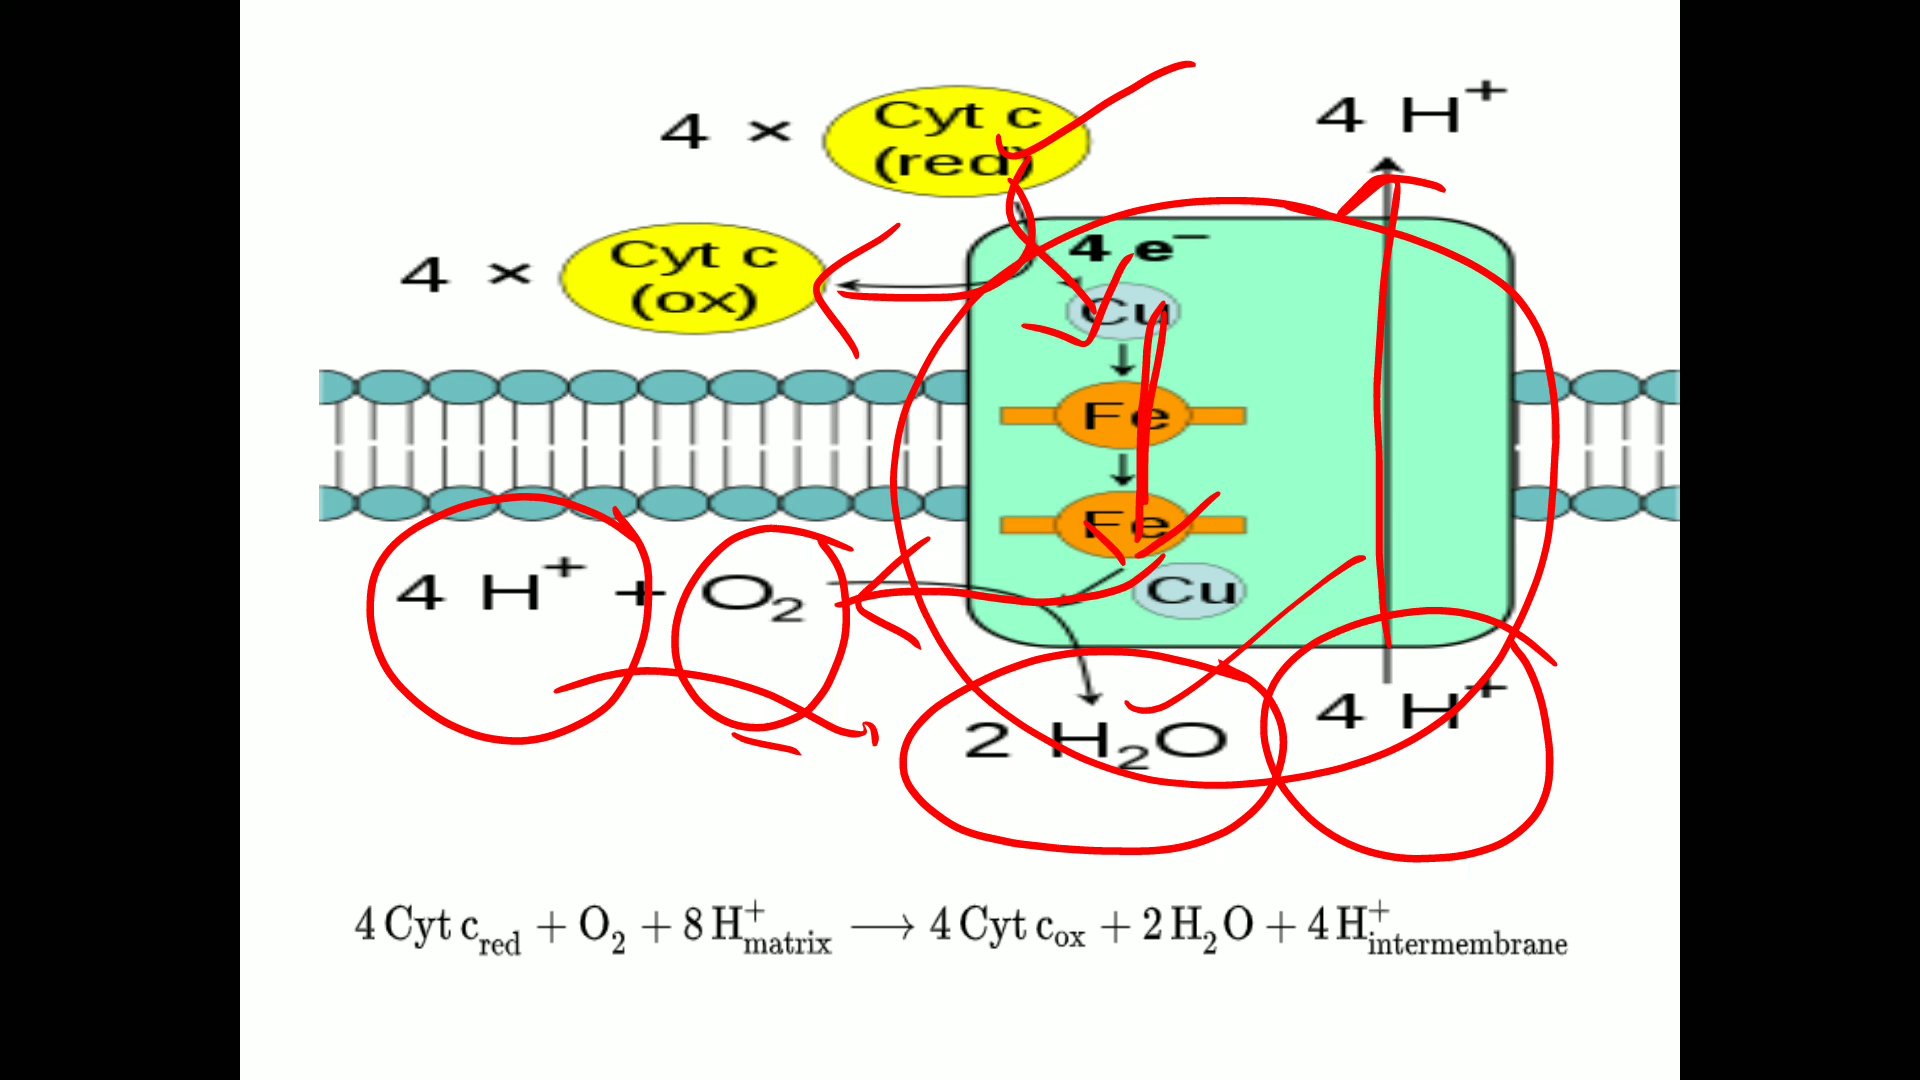 4 × Cyt c (red)
4 H⁺
4 × Cyt c (ox)
4 e⁻
Cu
Fe
Fe
Cu
4 H⁺ + O₂
2 H₂O
4 H⁺
4 Cyt c_red + O₂ + 8 H⁺_matrix ⟶ 4 Cyt c_ox + 2 H₂O + 4 H⁺_intermembrane